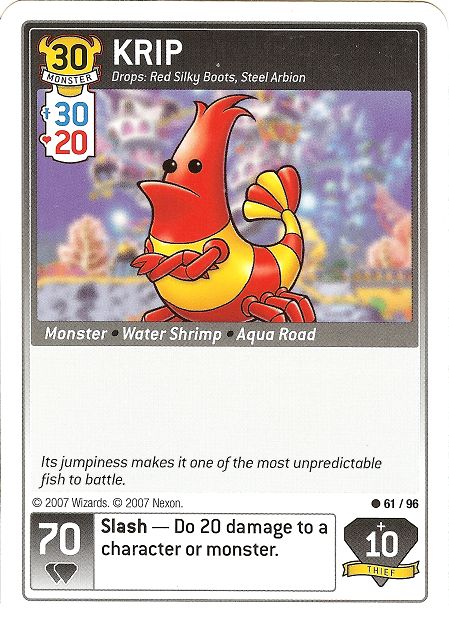 30
MONSTER
KRIP
Drops: Red Silky Boots, Steel Arbion
30
20
Monster • Water Shrimp • Aqua Road
Its jumpiness makes it one of the most unpredictable
fish to battle.
© 2007 Wizards. © 2007 Nexon.
● 61 / 96
70
Slash — Do 20 damage to a
character or monster.
+
10
THIEF